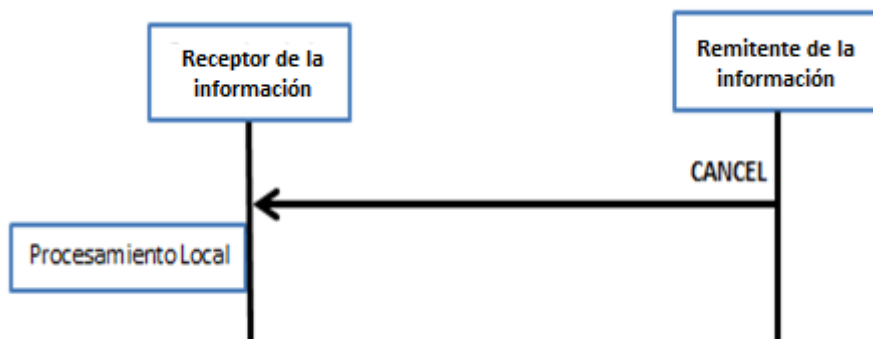 Receptor de la
información
Remitente de la
información
CANCEL
Procesamiento Local